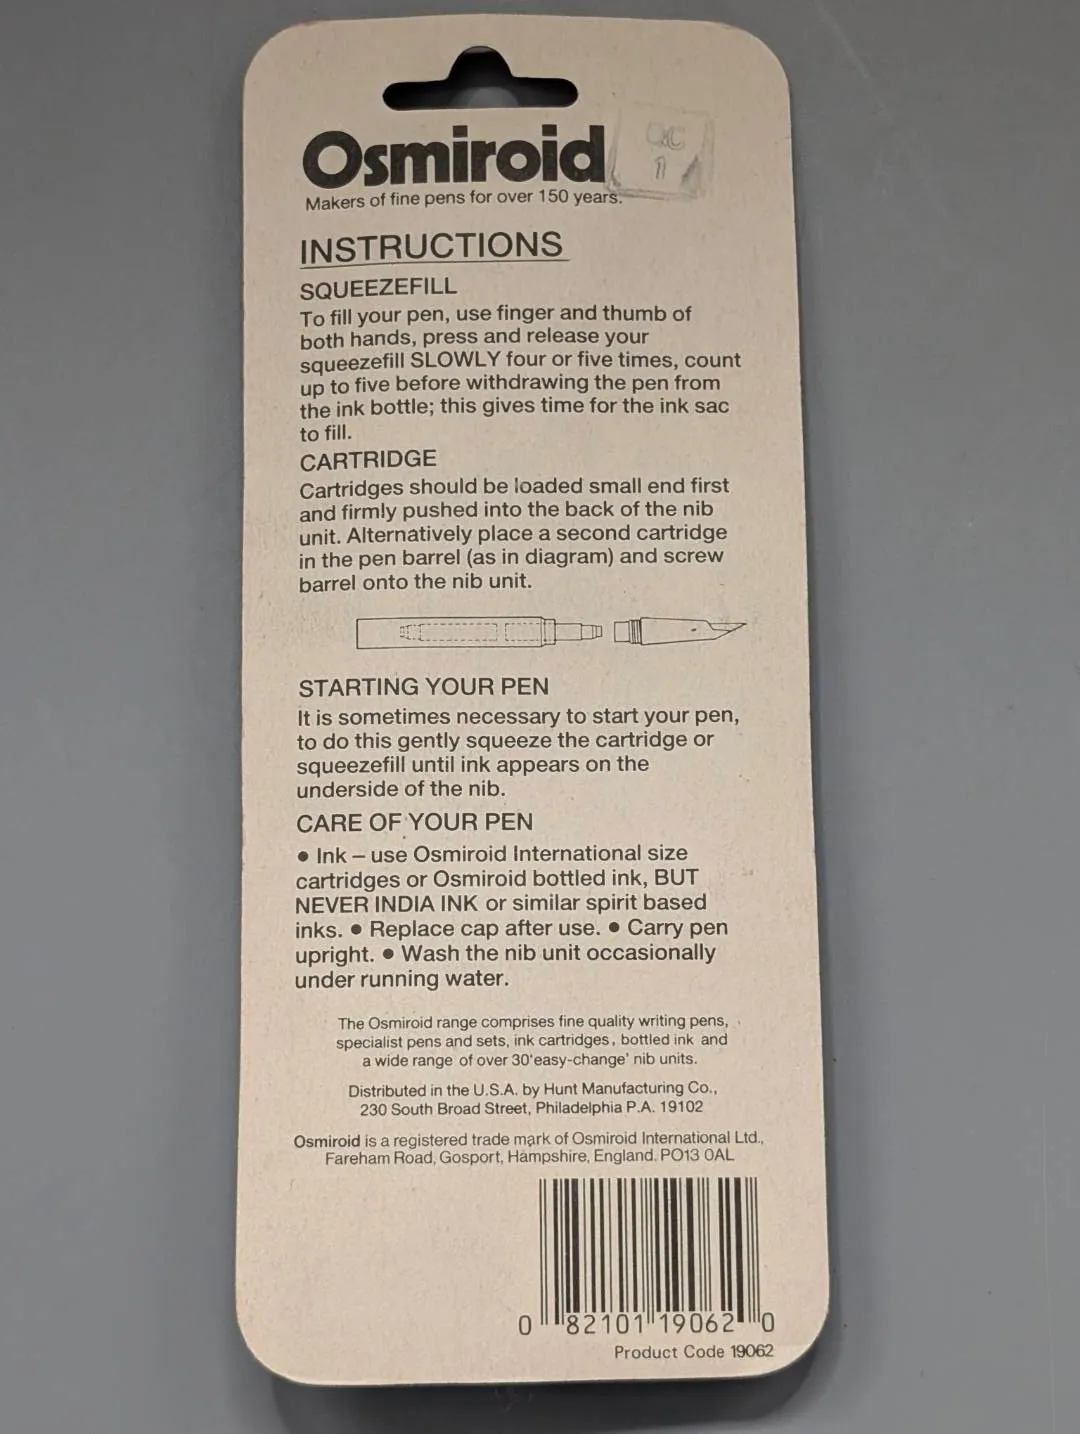 Osmiroid
Makers of fine pens for over 150 years.
INSTRUCTIONS
SQUEEZEFILL
To fill your pen, use finger and thumb of
both hands, press and release your
squeezefill SLOWLY four or five times, count
up to five before withdrawing the pen from
the ink bottle; this gives time for the ink sac
to fill.
CARTRIDGE
Cartridges should be loaded small end first
and firmly pushed into the back of the nib
unit. Alternatively place a second cartridge
in the pen barrel (as in diagram) and screw
barrel onto the nib unit.
STARTING YOUR PEN
It is sometimes necessary to start your pen,
to do this gently squeeze the cartridge or
squeezefill until ink appears on the
underside of the nib.
CARE OF YOUR PEN
● Ink – use Osmiroid International size
cartridges or Osmiroid bottled ink, BUT
NEVER INDIA INK or similar spirit based
inks. ● Replace cap after use. ● Carry pen
upright. ● Wash the nib unit occasionally
under running water.
The Osmiroid range comprises fine quality writing pens,
specialist pens and sets, ink cartridges, bottled ink and
a wide range of over 30 'easy-change' nib units.
Distributed in the U.S.A. by Hunt Manufacturing Co.,
230 South Broad Street, Philadelphia P.A. 19102
Osmiroid is a registered trade mark of Osmiroid International Ltd.,
Fareham Road, Gosport, Hampshire, England. PO13 0AL
0 82101 19062 0
Product Code 19062